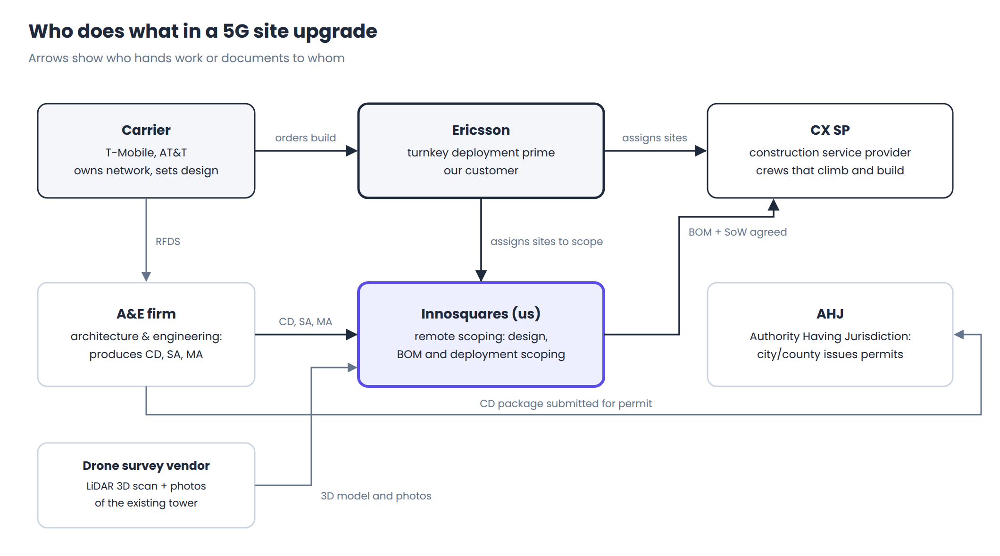 Who does what in a 5G site upgrade
Arrows show who hands work or documents to whom
Carrier
T-Mobile, AT&T
owns network, sets design
orders build
Ericsson
turnkey deployment prime
our customer
assigns sites
CX SP
construction service provider
crews that climb and build
RFDS
assigns sites to scope
BOM + SoW agreed
A&E firm
architecture & engineering:
produces CD, SA, MA
CD, SA, MA
Innosquares (us)
remote scoping: design,
BOM and deployment scoping
AHJ
Authority Having Jurisdiction:
city/county issues permits
CD package submitted for permit
Drone survey vendor
LiDAR 3D scan + photos
of the existing tower
3D model and photos